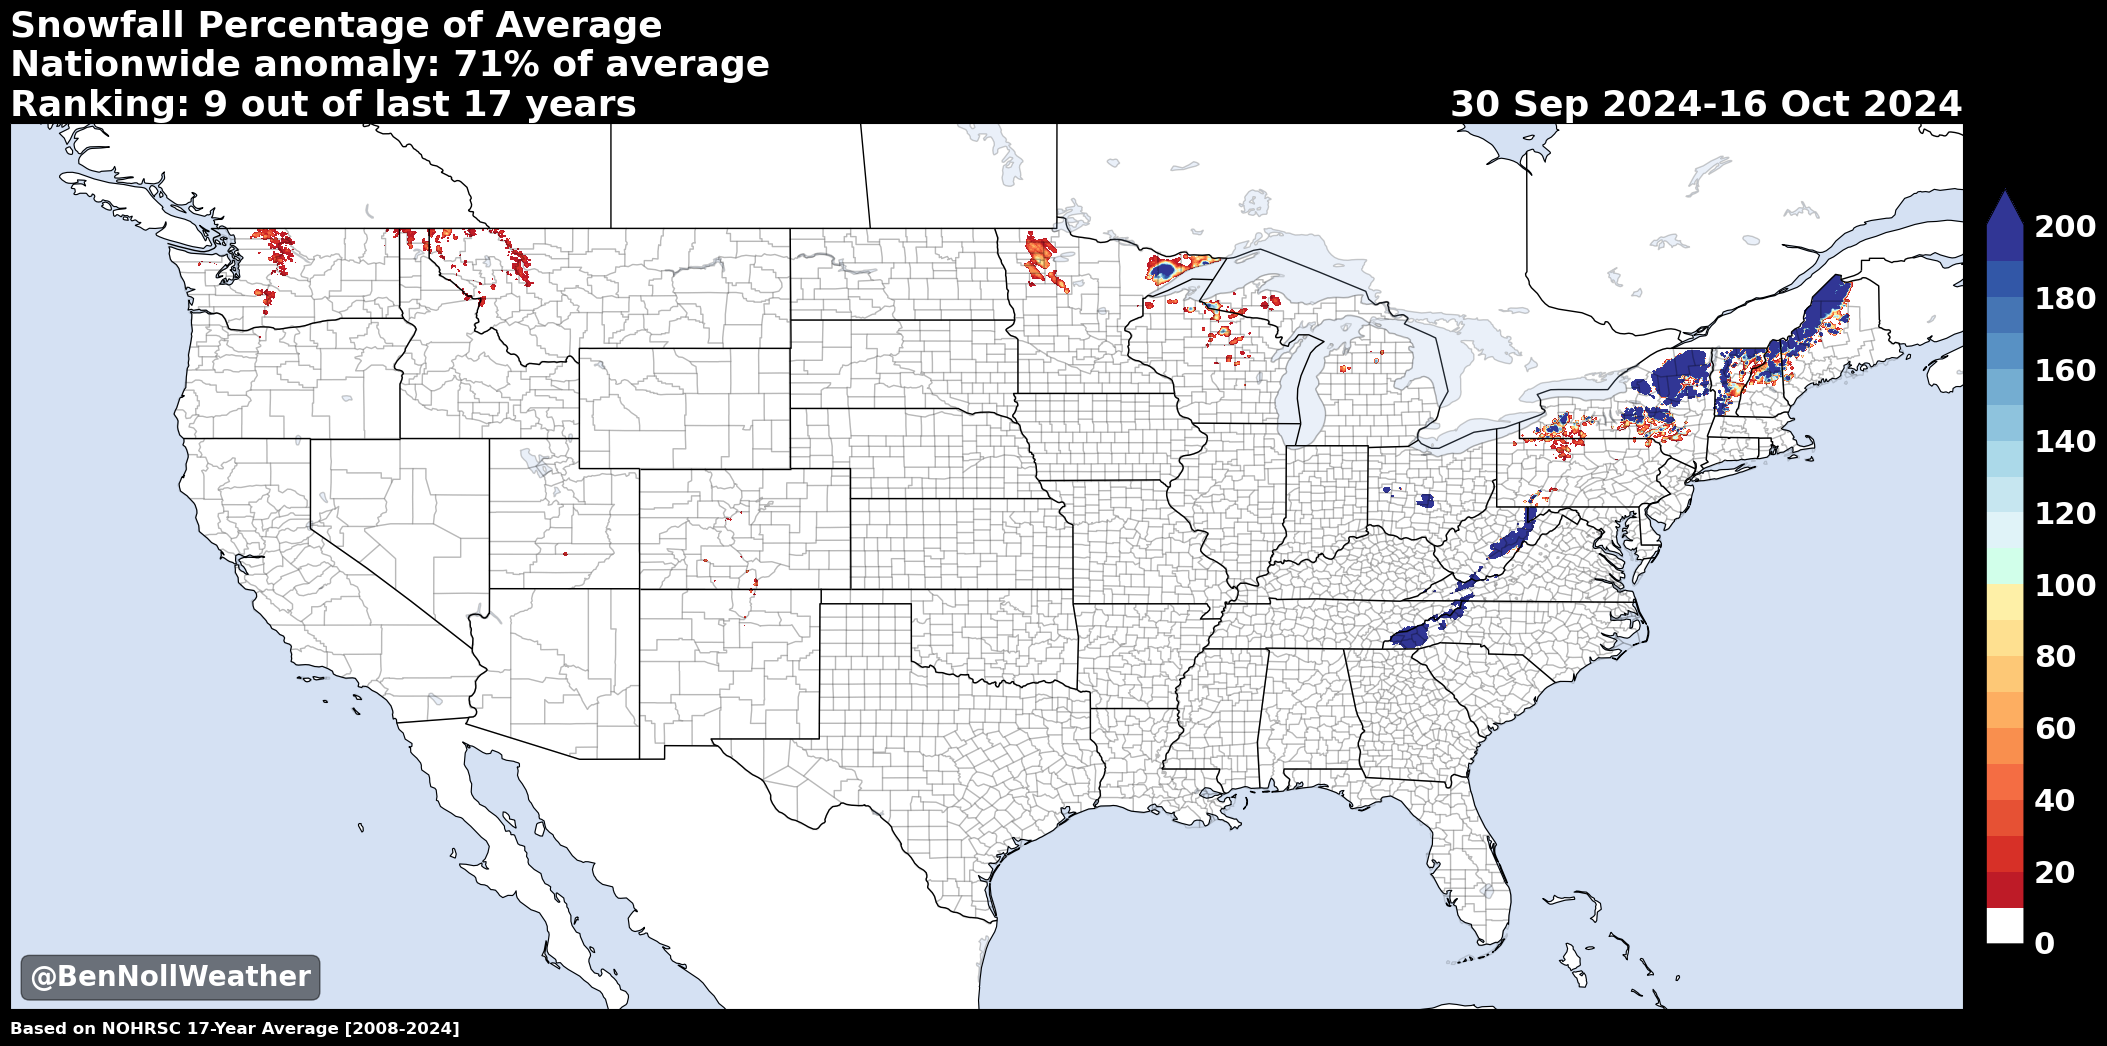 Snowfall Percentage of Average
Nationwide anomaly: 71% of average
Ranking: 9 out of last 17 years
30 Sep 2024-16 Oct 2024
200
180
160
140
120
100
80
60
40
20
0
@BenNollWeather
Based on NOHRSC 17-Year Average [2008-2024]